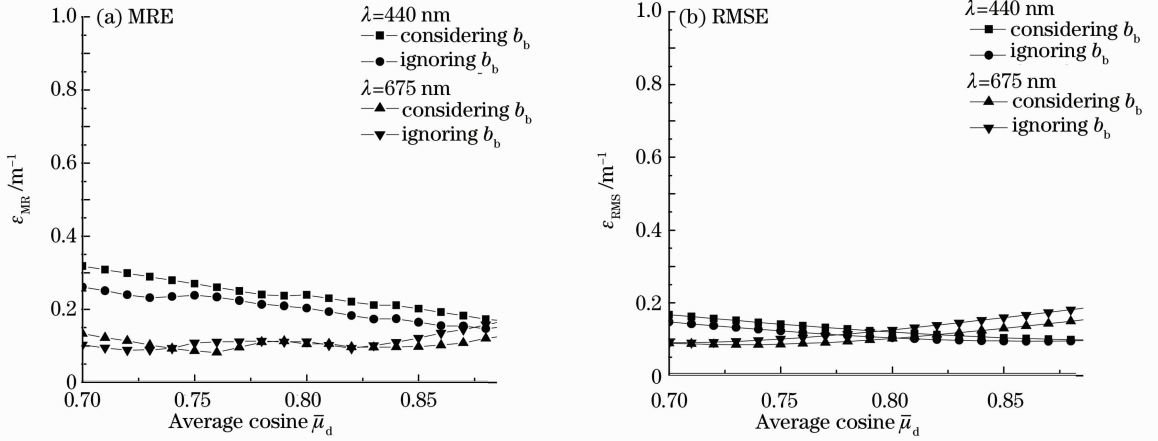 (a) MRE
λ=440 nm
considering b_b
ignoring b_b
λ=675 nm
considering b_b
ignoring b_b
1.0
0.8
0.6
0.4
0.2
0
ε_MR /m⁻¹
0.70 0.75 0.80 0.85
Average cosine μ̄_d
(b) RMSE
λ=440 nm
considering b_b
ignoring b_b
λ=675 nm
considering b_b
ignoring b_b
1.0
0.8
0.6
0.4
0.2
0
ε_RMS /m⁻¹
0.70 0.75 0.80 0.85
Average cosine μ̄_d